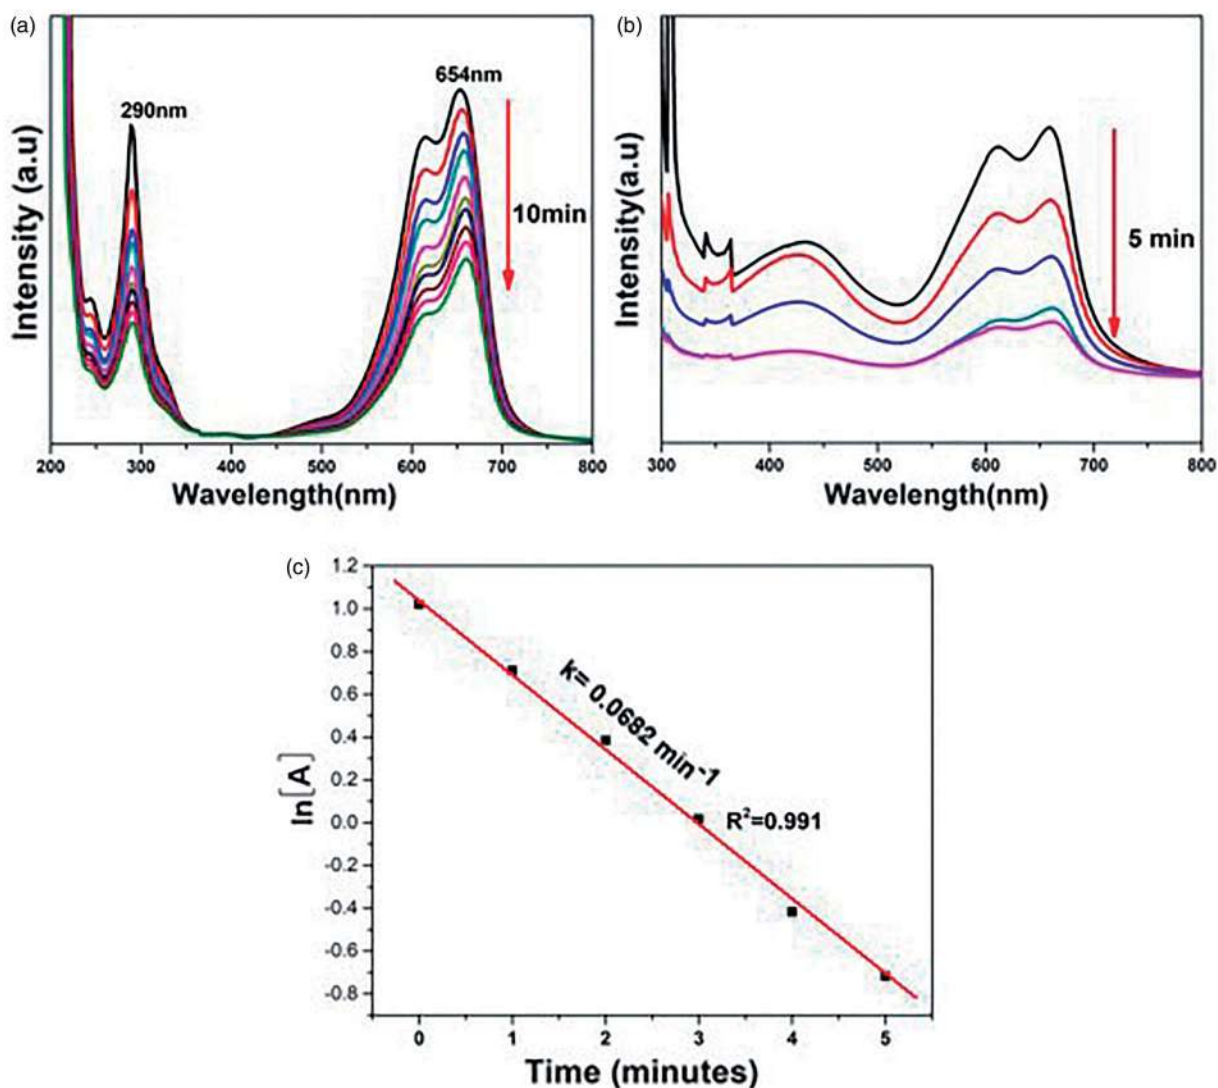 (a)
290nm
654nm
10min
Intensity (a.u)
200 300 400 500 600 700 800
Wavelength(nm)
(b)
5 min
Intensity(a.u)
300 400 500 600 700 800
Wavelength(nm)
(c)
1.2
1.0
0.8
0.6
0.4
0.2
0.0
-0.2
-0.4
-0.6
-0.8
ln[A]
k= 0.0682 min⁻¹
R²=0.991
0 1 2 3 4 5
Time (minutes)